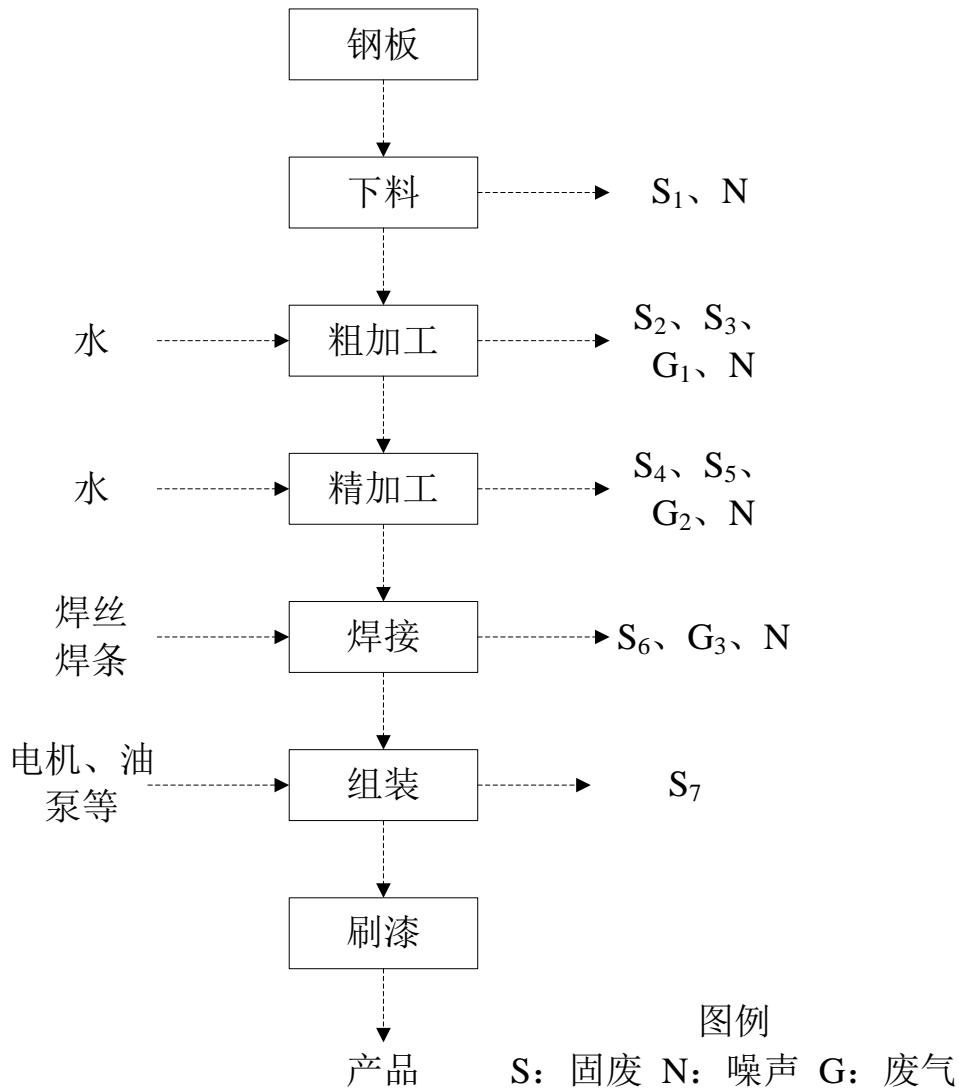 钢板
下料
S₁、N
水
粗加工
S₂、S₃、
G₁、N
水
精加工
S₄、S₅、
G₂、N
焊丝
焊条
焊接
S₆、G₃、N
电机、油
泵等
组装
S₇
刷漆
产品
图例
S：固废 N：噪声 G：废气